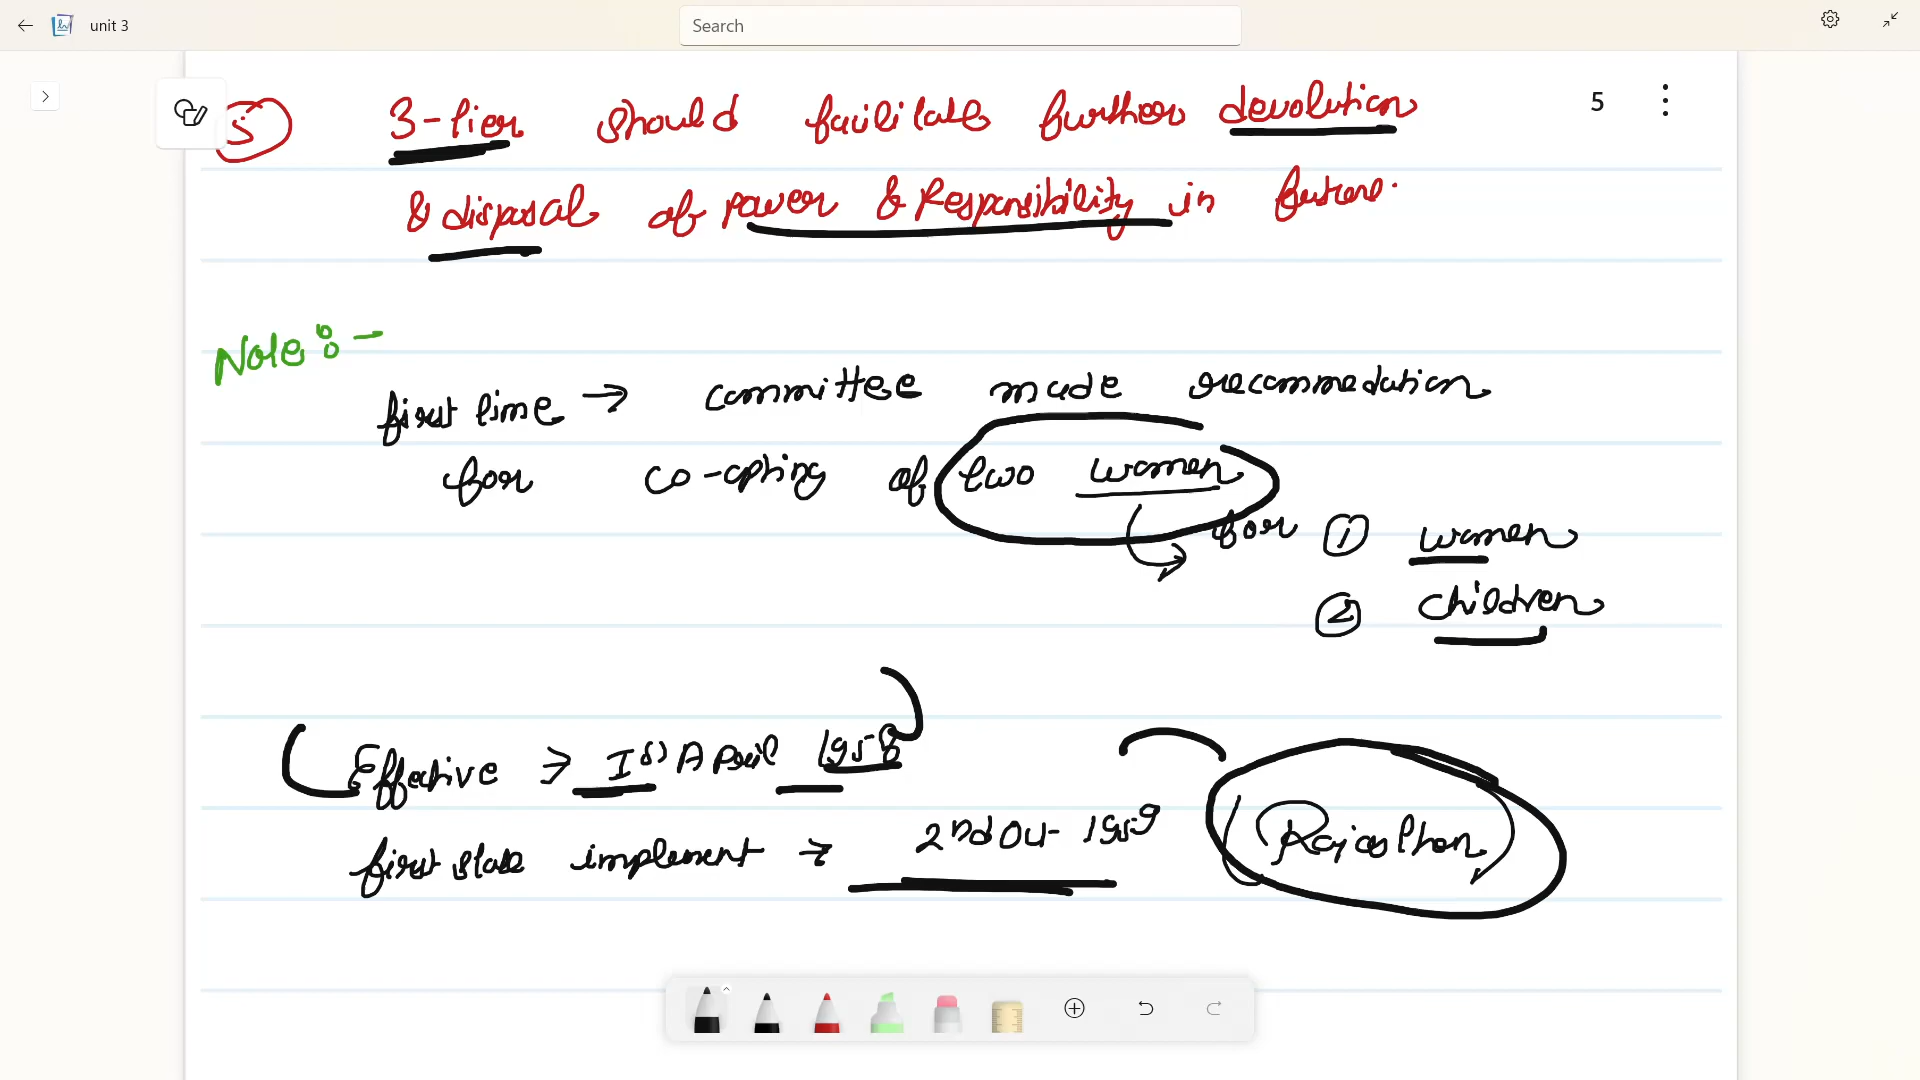 unit 3
Search
5
5 3-tier should facilitate further devolution
& disposal of power & Responsibility in future.
Note :-
first time → committee made recommedation
for co-opting of two women
for ① women
② children
Effective → Ist April 1958
first state implement → 2nd Oct- 1959 (Rajasthan)